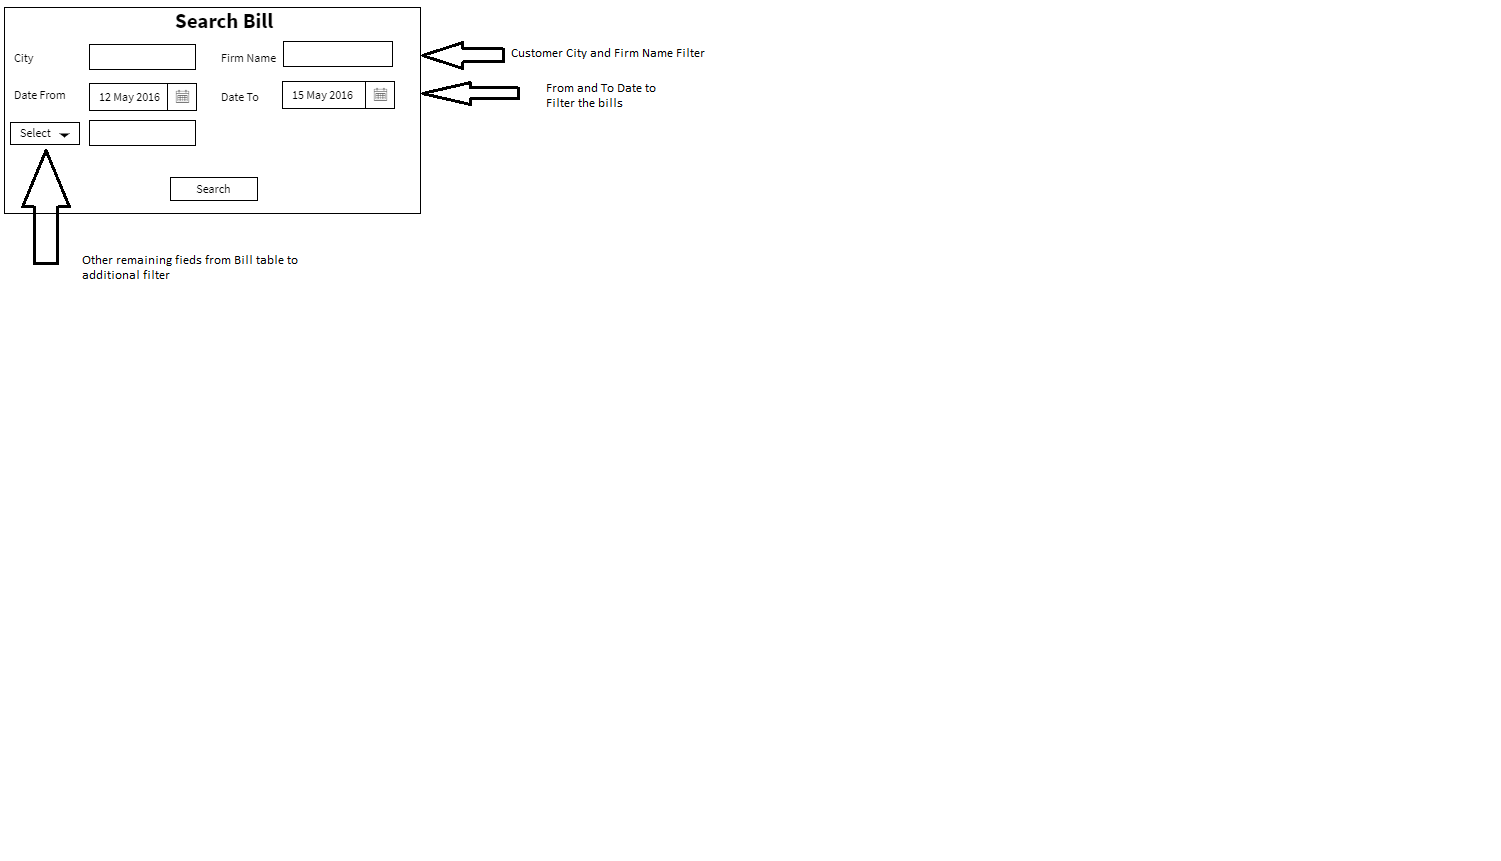 Search Bill
City
Firm Name
Customer City and Firm Name Filter
Date From
12 May 2016
Date To
15 May 2016
From and To Date to
Filter the bills
Select
Search
Other remaining fieds from Bill table to
additional filter